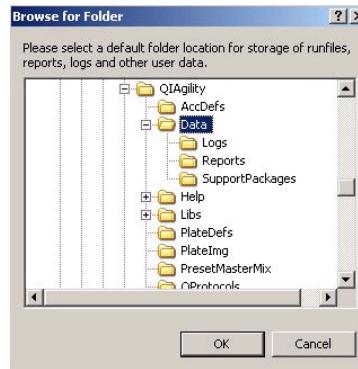 Browse for Folder
Please select a default folder location for storage of runfiles,
reports, logs and other user data.
QIAgility
AccDefs
Data
Logs
Reports
SupportPackages
Help
Libs
PlateDefs
PlateImg
PresetMasterMix
QProtocols
OK
Cancel